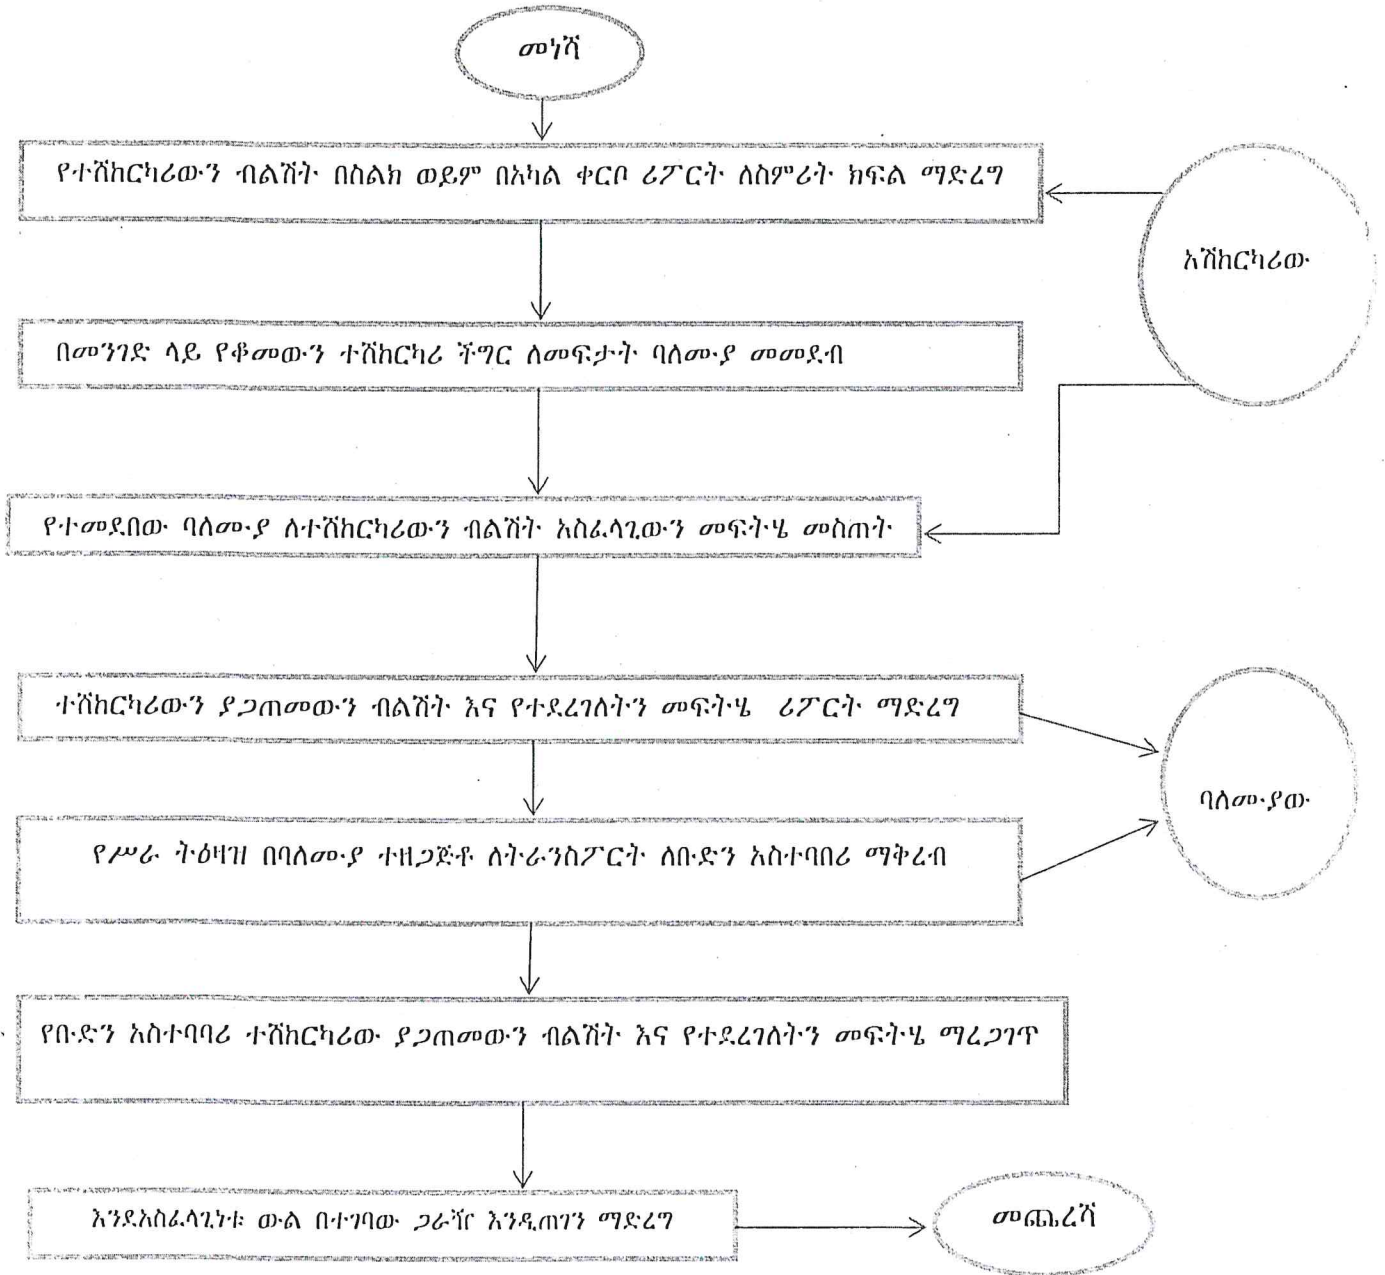 መነሻ
የተሽከርካሪውን ብልሽት በስልክ ወይም በአካል ቀርቦ ሪፖርት ለስምሪት ክፍል ማድረግ
አሽከርካሪው
በመንገድ ላይ የቆመውን ተሽከርካሪ ችግር ለመፍታት ባለሙያ መመደብ
የተመደበው ባለሙያ ለተሽከርካሪውን ብልሽት አስፈላጊውን መፍትሄ መስጠት
ተሽከርካሪውን ያጋጠመውን ብልሽት እና የተደረገለትን መፍትሄ ሪፖርት ማድረግ
ባለሙያው
የሥራ ትዕዛዝ በባለሙያ ተዘጋጅቶ ለትራንስፖርት ለቡድን አስተባበሪ ማቅረብ
የቡድን አስተባባሪ ተሽከርካሪው ያጋጠመውን ብልሽት እና የተደረገለትን መፍትሄ ማረጋገጥ
እንደአስፈላጊነቱ ውል በተገባው ጋራዥ እንዲጠገን ማድረግ
መጨረሻ